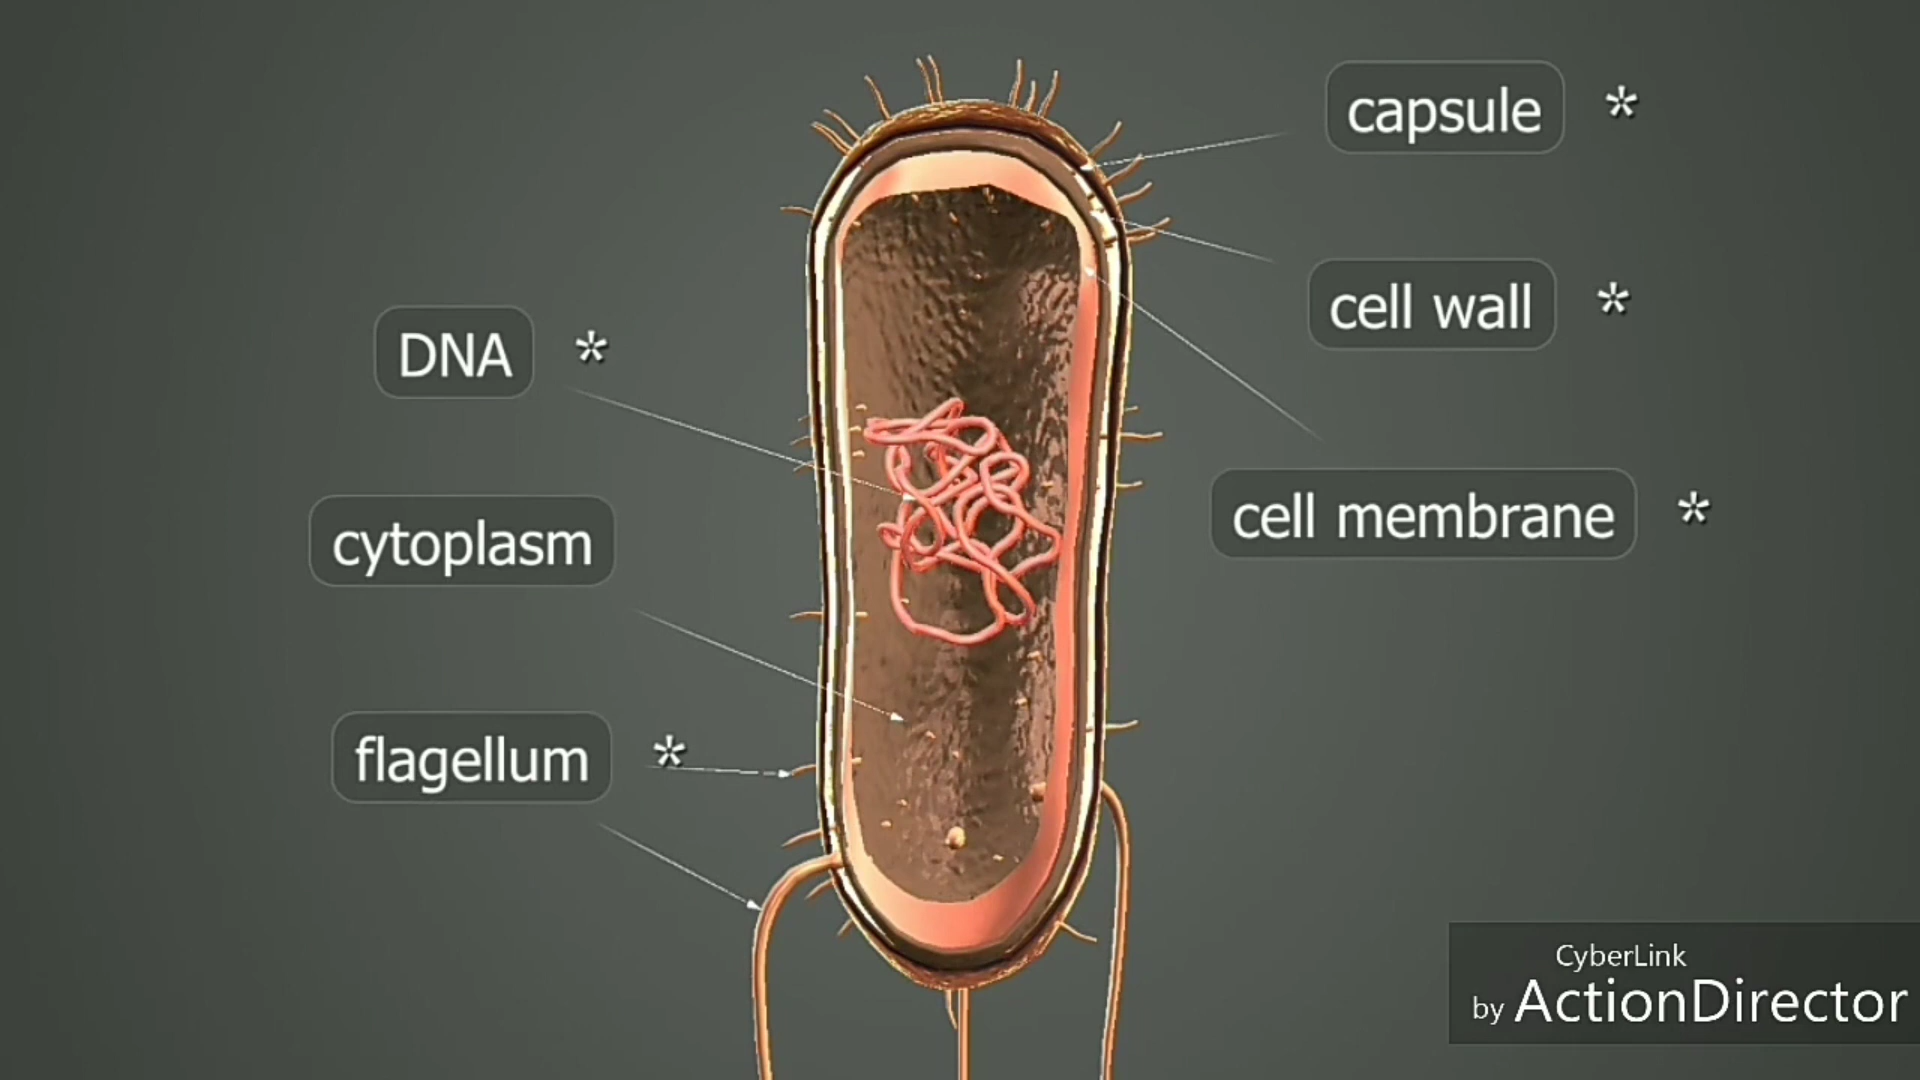 capsule *
cell wall *
DNA *
cell membrane *
cytoplasm
flagellum *
CyberLink
by ActionDirector